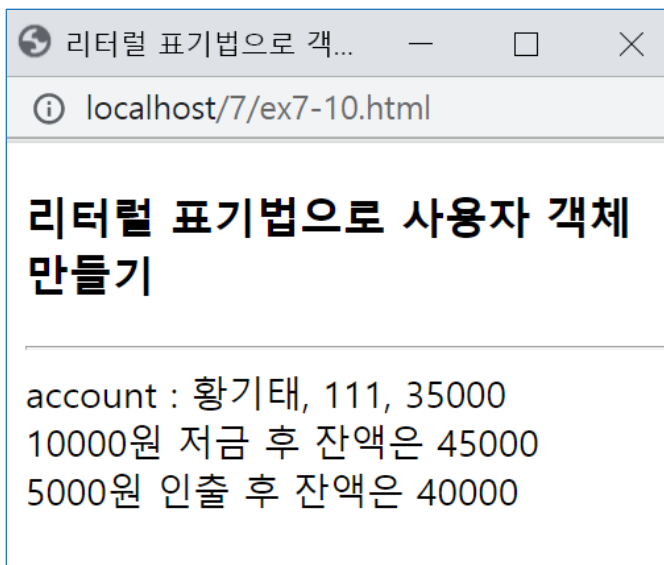 리터럴 표기법으로 객...
localhost/7/ex7-10.html
리터럴 표기법으로 사용자 객체
만들기
account : 황기태, 111, 35000
10000원 저금 후 잔액은 45000
5000원 인출 후 잔액은 40000